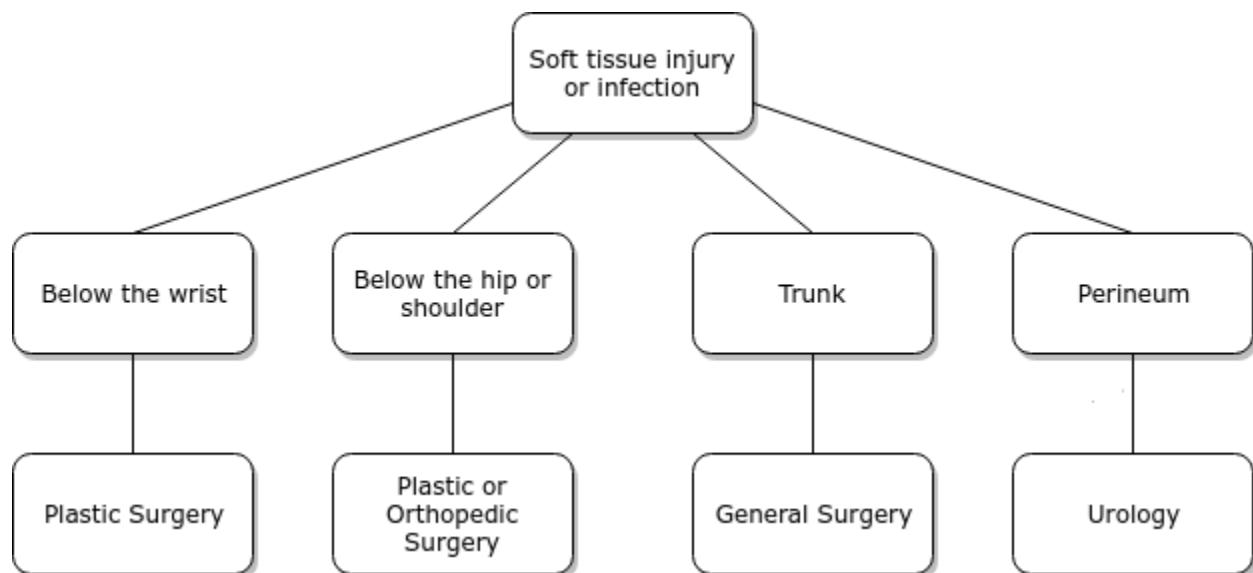 Soft tissue injury
or infection
Below the wrist
Below the hip or
shoulder
Trunk
Perineum
Plastic Surgery
Plastic or
Orthopedic
Surgery
General Surgery
Urology